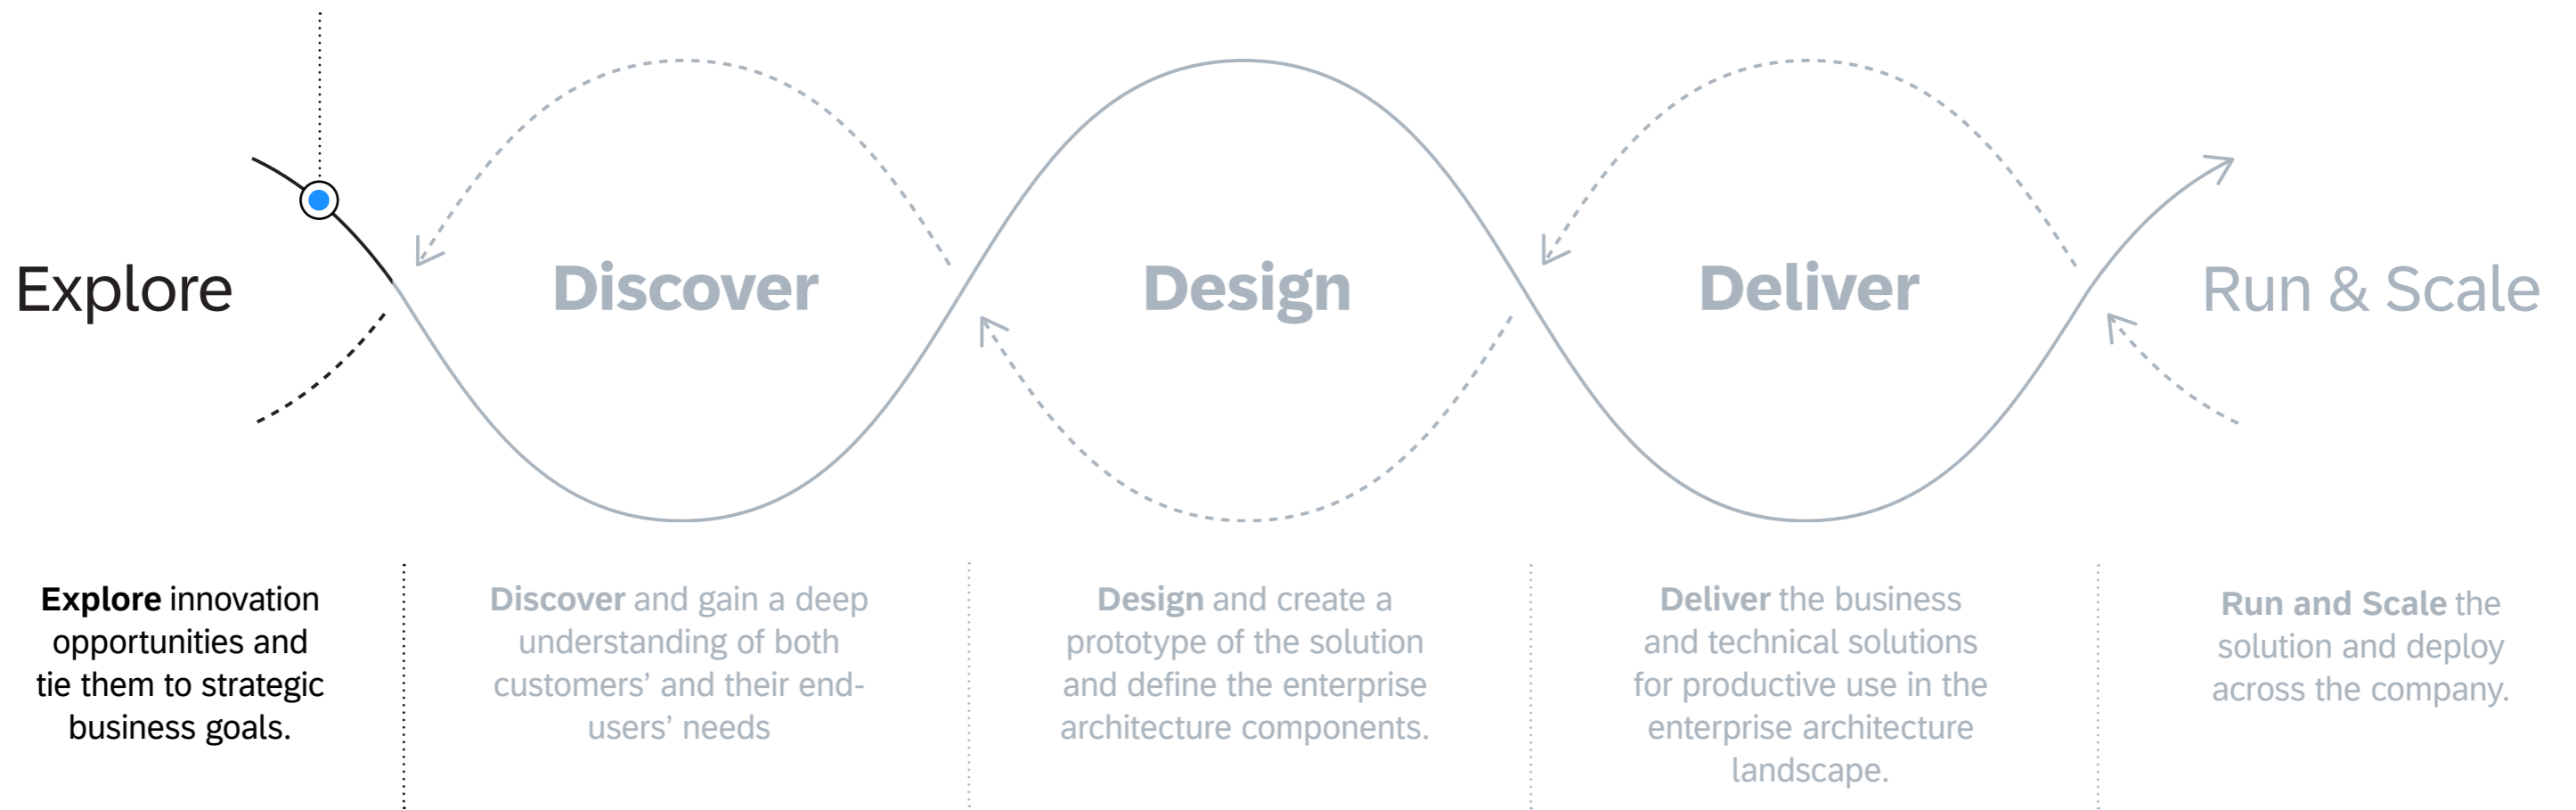 Explore
Discover
Design
Deliver
Run & Scale
Explore innovation
opportunities and
tie them to strategic
business goals.
Discover and gain a deep
understanding of both
customers’ and their end-
users’ needs
Design and create a
prototype of the solution
and define the enterprise
architecture components.
Deliver the business
and technical solutions
for productive use in the
enterprise architecture
landscape.
Run and Scale the
solution and deploy
across the company.